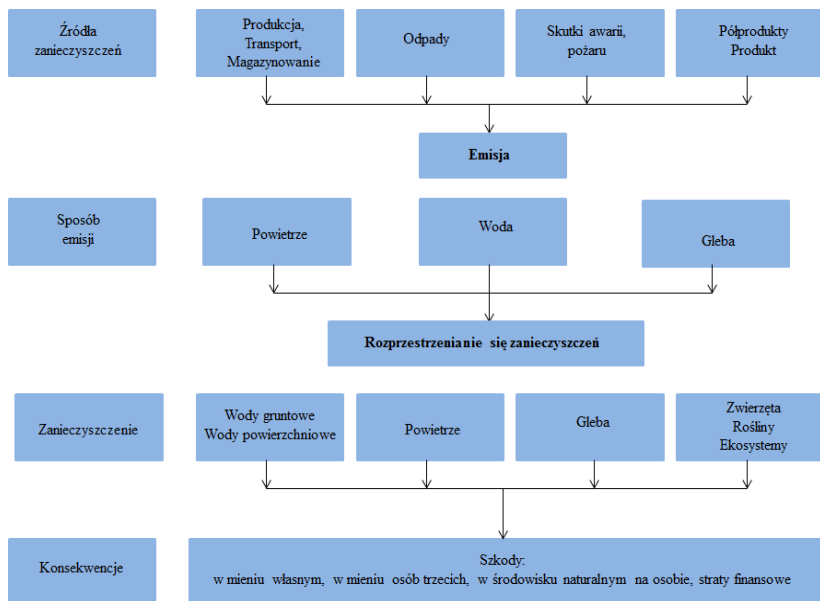 Źródła
zanieczyszczeń
Produkcja,
Transport,
Magazynowanie
Odpady
Skutki awarii,
pożaru
Półprodukty
Produkt
Emisja
Sposób
emisji
Powietrze
Woda
Gleba
Rozprzestrzenianie się zanieczyszczeń
Zanieczyszczenie
Wody gruntowe
Wody powierzchniowe
Powietrze
Gleba
Zwierzęta
Rośliny
Ekosystemy
Konsekwencje
Szkody:
w mieniu własnym, w mieniu osób trzecich, w środowisku naturalnym na osobie, straty finansowe